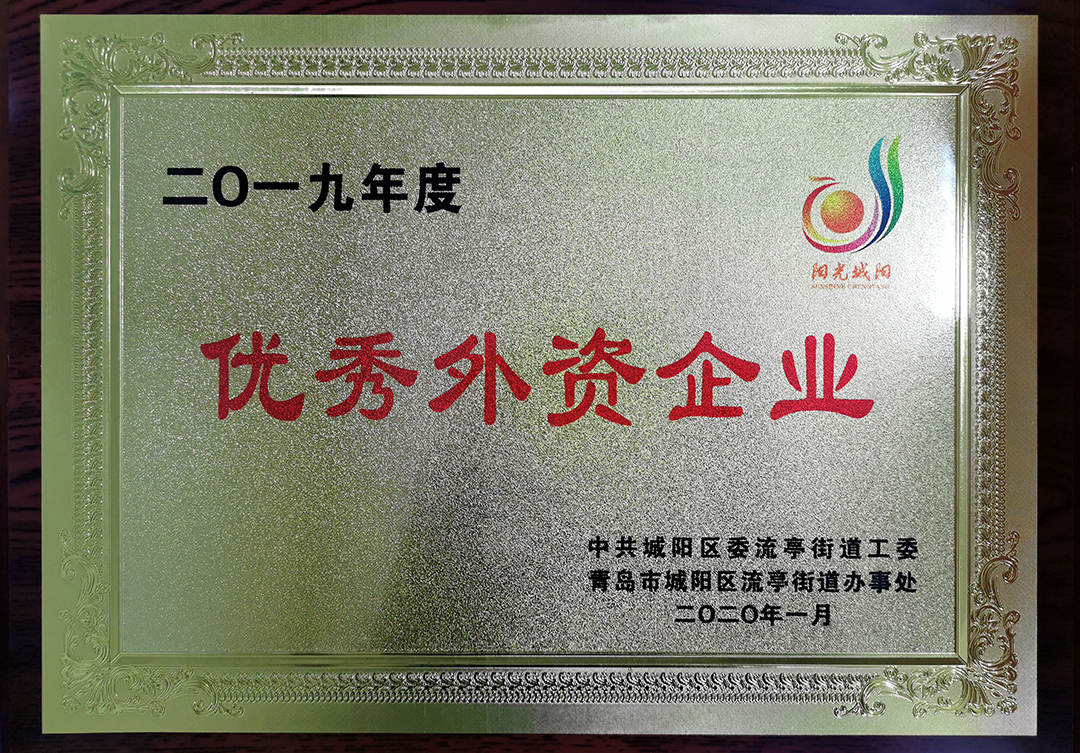 二〇一九年度
阳光城阳
SUNSHINE CHENGYANG
优秀外资企业
中共城阳区委流亭街道工委
青岛市城阳区流亭街道办事处
二〇二〇年一月